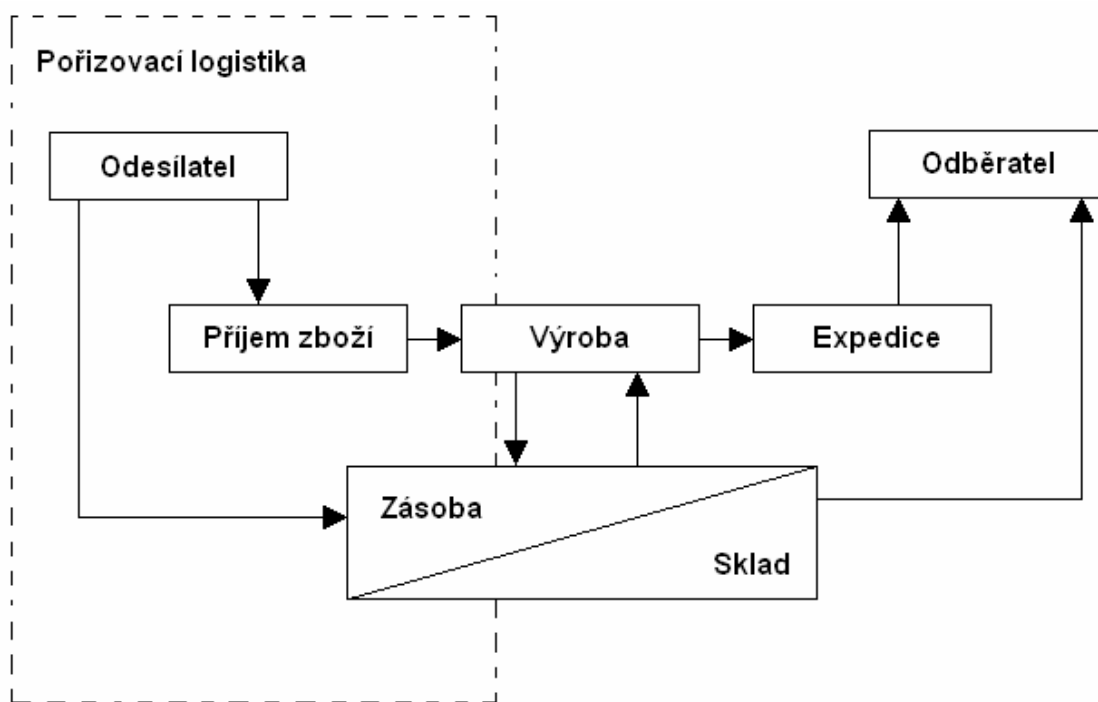 Pořizovací logistika
Odesílatel
Odběratel
Příjem zboží
Výroba
Expedice
Zásoba
Sklad